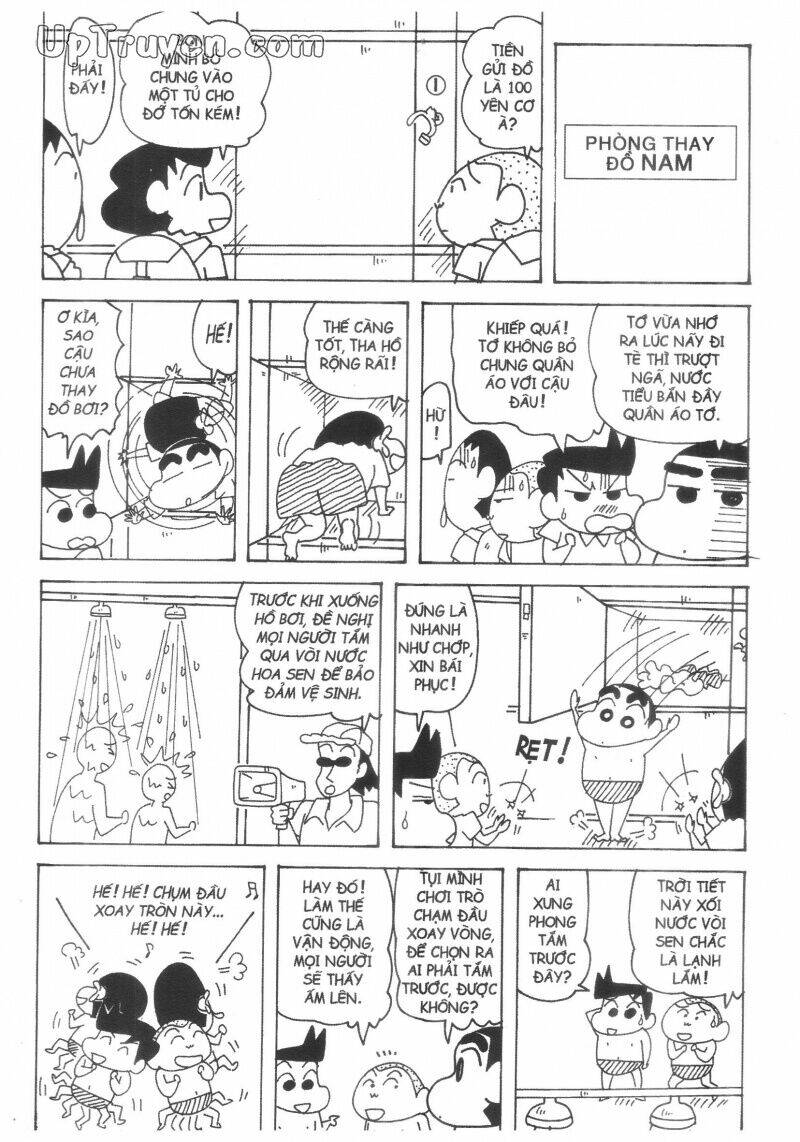 UpTruyen.com
PHÒNG THAY
ĐỒ NAM
TIỀN
GỬI ĐỒ
LÀ 100
YÊN CƠ
À?
①
MÌNH BỎ
CHUNG VÀO
MỘT TỦ CHO
ĐỠ TỐN KÉM!
PHẢI
ĐẤY!
TỚ VỪA NHỚ
RA LÚC NÃY ĐI
TÈ THÌ TRƯỢT
NGÃ, NƯỚC
TIỂU BẮN ĐẦY
QUẦN ÁO TỚ.
KHIẾP QUÁ!
TỚ KHÔNG BỎ
CHUNG QUẦN
ÁO VỚI CẬU
ĐÂU!
HỪ
!
THẾ CÀNG
TỐT, THA HỒ
RỘNG RÃI!
HẾ!
Ơ KÌA,
SAO
CẬU
CHƯA
THAY
ĐỒ BƠI?
RẸT!
ĐÚNG LÀ
NHANH
NHƯ CHỚP,
XIN BÁI
PHỤC!
TRƯỚC KHI XUỐNG
HỒ BƠI, ĐỀ NGHỊ
MỌI NGƯỜI TẮM
QUA VÒI NƯỚC
HOA SEN ĐỂ BẢO
ĐẢM VỆ SINH.
TRỜI TIẾT
NÀY XỐI
NƯỚC VÒI
SEN CHẮC
LÀ LẠNH
LẮM!
AI
XUNG
PHONG
TẮM
TRƯỚC
ĐÂY?
TỤI MÌNH
CHƠI TRÒ
CHẠM ĐẦU
XOAY VÒNG,
ĐỂ CHỌN RA
AI PHẢI TẮM
TRƯỚC, ĐƯỢC
KHÔNG?
HAY ĐÓ!
LÀM THẾ
CŨNG LÀ
VẬN ĐỘNG,
MỌI NGƯỜI
SẼ THẤY
ẤM LÊN.
HẾ! HẾ! CHỤM ĐẦU
XOAY TRÒN NÀY...
HẾ! HẾ!